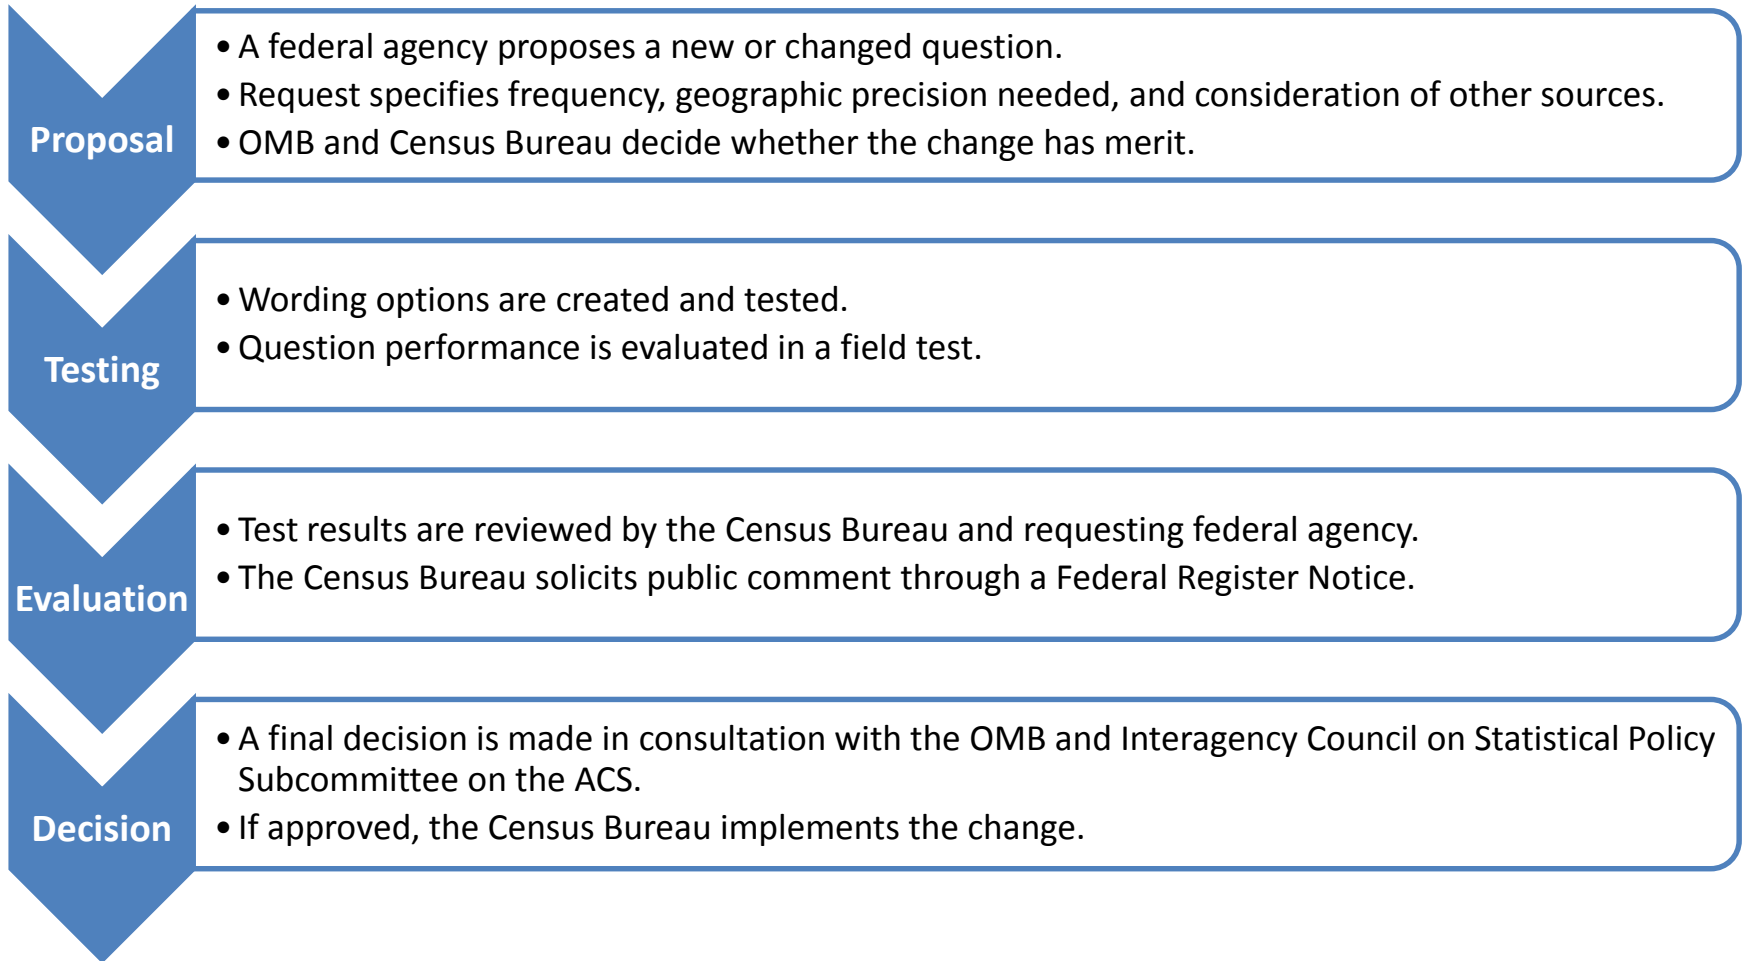 Proposal
• A federal agency proposes a new or changed question.
• Request specifies frequency, geographic precision needed, and consideration of other sources.
• OMB and Census Bureau decide whether the change has merit.
Testing
• Wording options are created and tested.
• Question performance is evaluated in a field test.
Evaluation
• Test results are reviewed by the Census Bureau and requesting federal agency.
• The Census Bureau solicits public comment through a Federal Register Notice.
Decision
• A final decision is made in consultation with the OMB and Interagency Council on Statistical Policy
Subcommittee on the ACS.
• If approved, the Census Bureau implements the change.